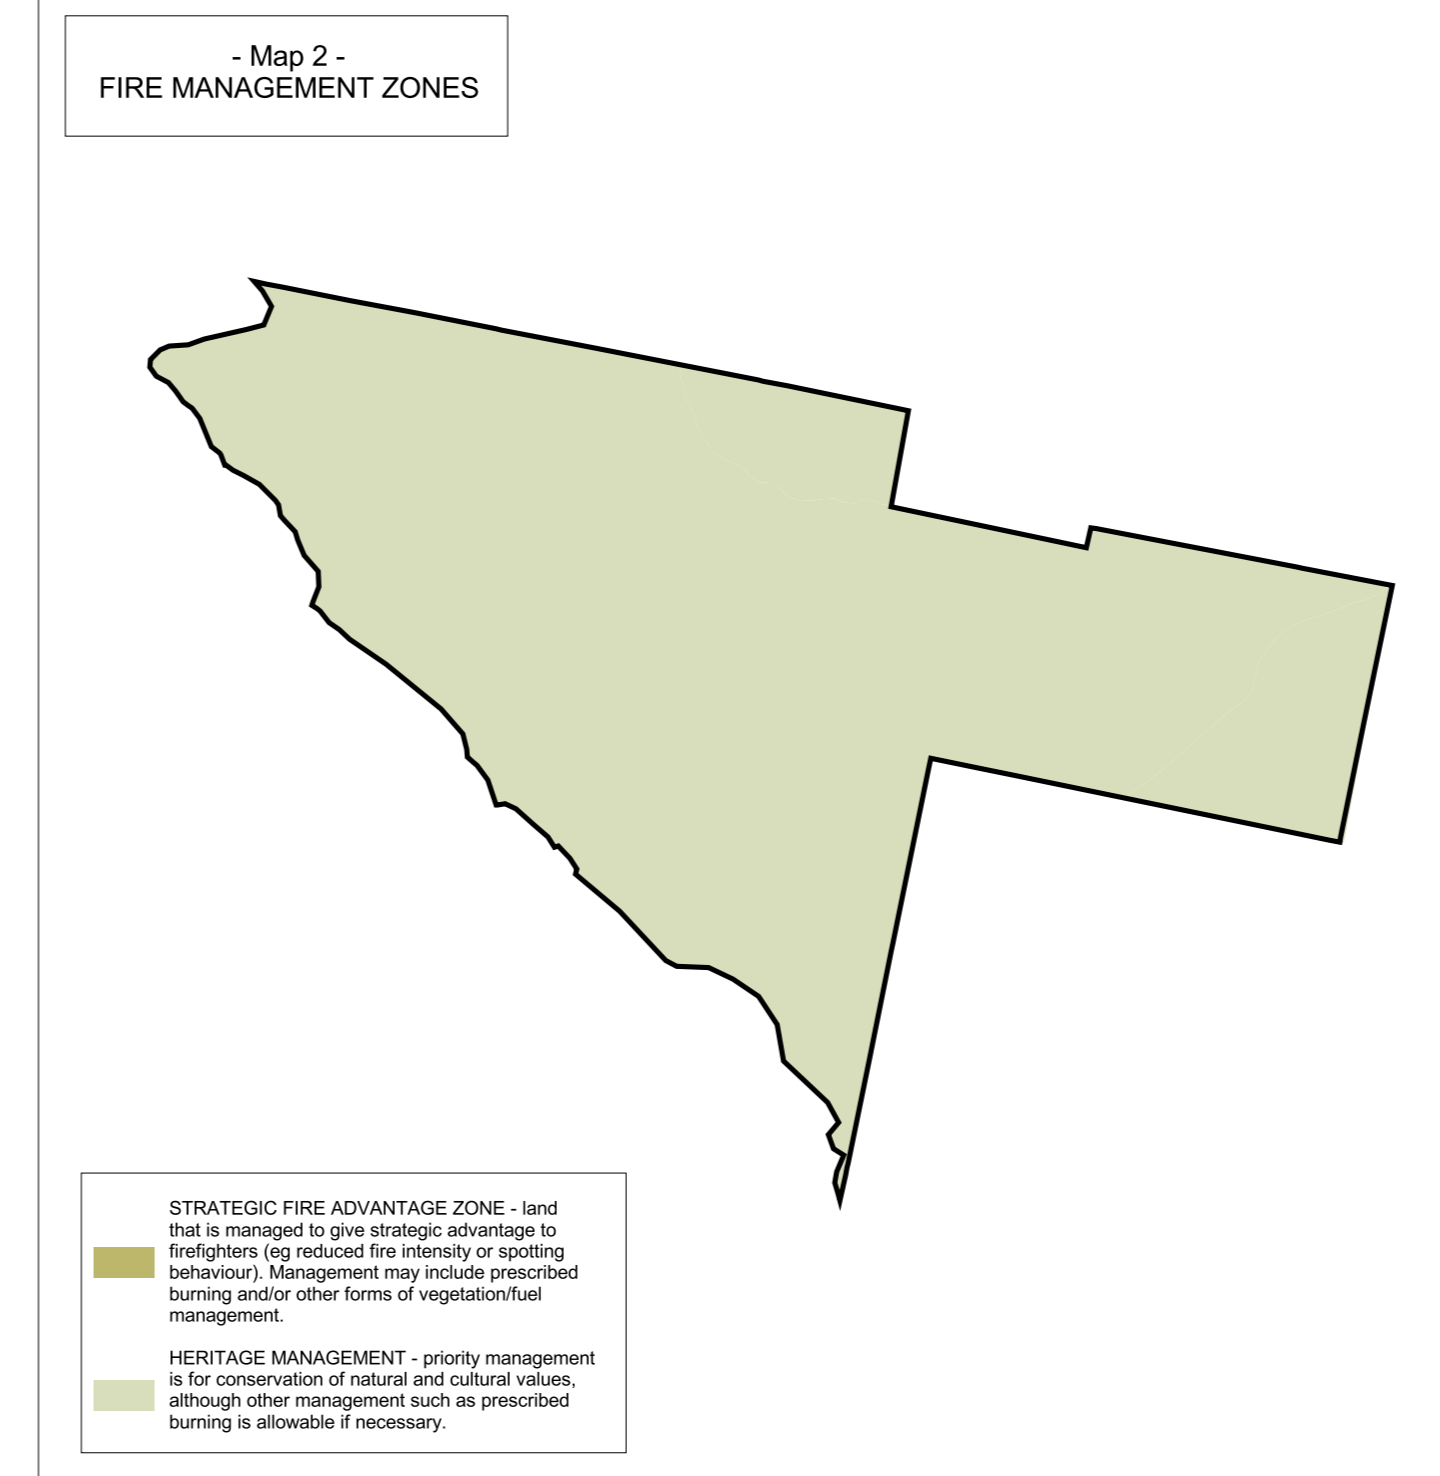 - Map 2 -
FIRE MANAGEMENT ZONES
STRATEGIC FIRE ADVANTAGE ZONE - land
that is managed to give strategic advantage to
firefighters (eg reduced fire intensity or spotting
behaviour). Management may include prescribed
burning and/or other forms of vegetation/fuel
management.
HERITAGE MANAGEMENT - priority management
is for conservation of natural and cultural values,
although other management such as prescribed
burning is allowable if necessary.